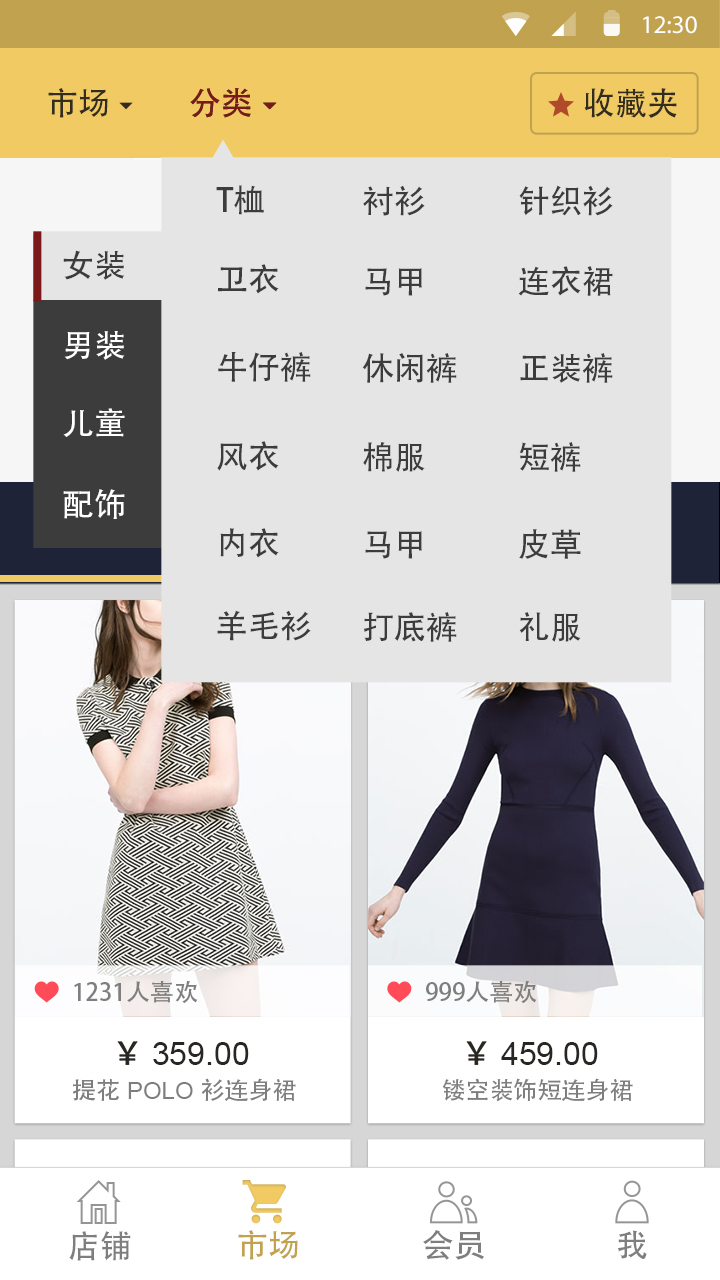 12:30
市场 分类 收藏夹
T恤 衬衫 针织衫
女装
卫衣 马甲 连衣裙
男装
牛仔裤 休闲裤 正装裤
儿童
风衣 棉服 短裤
配饰
内衣 马甲 皮草
羊毛衫 打底裤 礼服
1231人喜欢 999人喜欢
¥ 359.00 ¥ 459.00
提花 POLO 衫连身裙 镂空装饰短连身裙
店铺 市场 会员 我